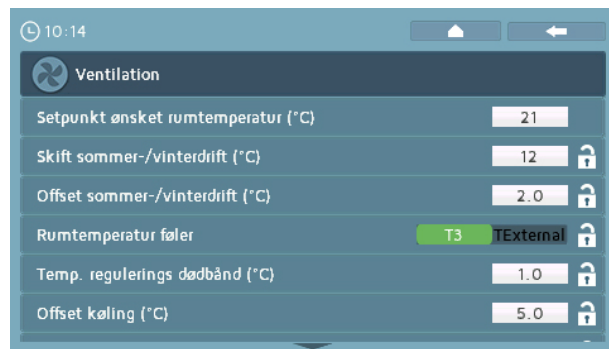 10:14
Ventilation
Setpunkt ønsket rumtemperatur (°C) 21
Skift sommer-/vinterdrift (°C) 12
Offset sommer-/vinterdrift (°C) 2.0
Rumtemperatur føler T3 TExternal
Temp. regulerings dødbånd (°C) 1.0
Offset køling (°C) 5.0